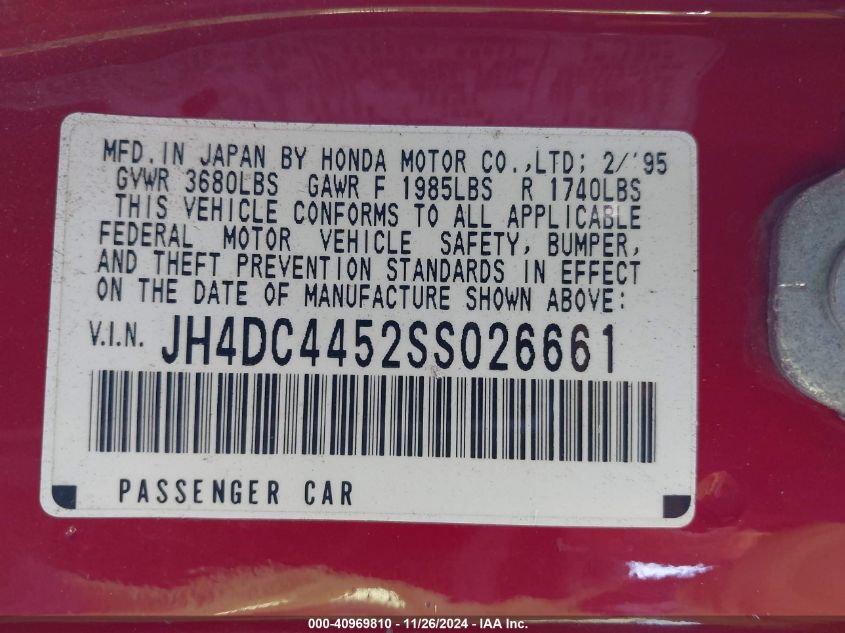 MFD. IN JAPAN BY HONDA MOTOR CO.,LTD; 2/'95
GVWR 3680LBS GAWR F 1985LBS R 1740LBS
THIS VEHICLE CONFORMS TO ALL APPLICABLE
FEDERAL MOTOR VEHICLE SAFETY, BUMPER,
AND THEFT PREVENTION STANDARDS IN EFFECT
ON THE DATE OF MANUFACTURE SHOWN ABOVE:
V.I.N. JH4DC4452SS026661
PASSENGER CAR
000-40969810 - 11/26/2024 - IAA Inc.